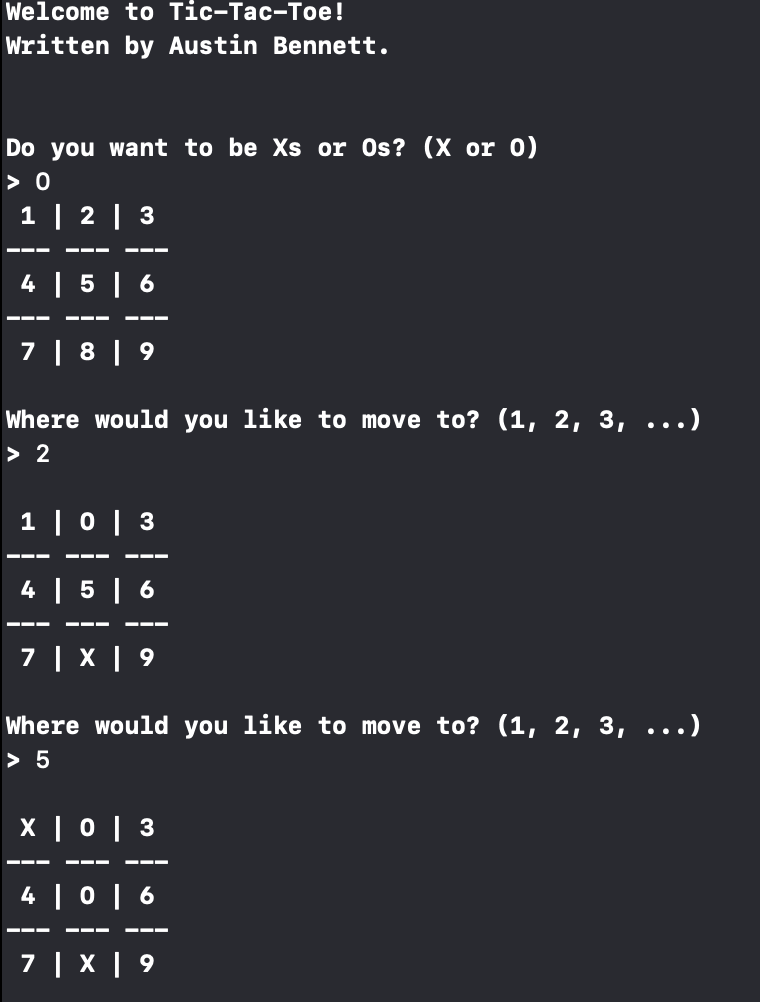 Welcome to Tic-Tac-Toe!
Written by Austin Bennett.
Do you want to be Xs or Os? (X or O)
> O
1 | 2 | 3
--- --- ---
4 | 5 | 6
--- --- ---
7 | 8 | 9
Where would you like to move to? (1, 2, 3, ...)
> 2
1 | O | 3
--- --- ---
4 | 5 | 6
--- --- ---
7 | X | 9
Where would you like to move to? (1, 2, 3, ...)
> 5
X | O | 3
--- --- ---
4 | O | 6
--- --- ---
7 | X | 9